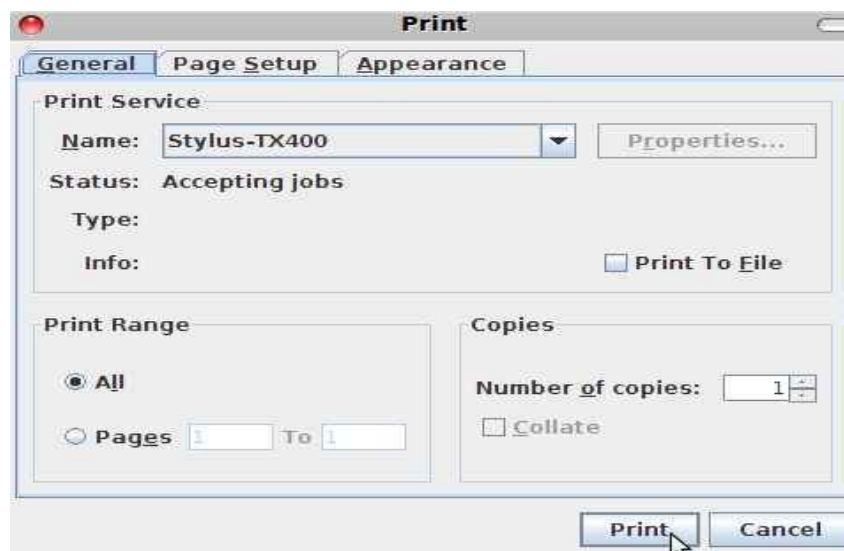 Print
General Page Setup Appearance
Print Service
Name: Stylus-TX400 Properties...
Status: Accepting jobs
Type:
Info: Print To File
Print Range
All
Pages 1 To 1
Copies
Number of copies: 1
Collate
Print Cancel